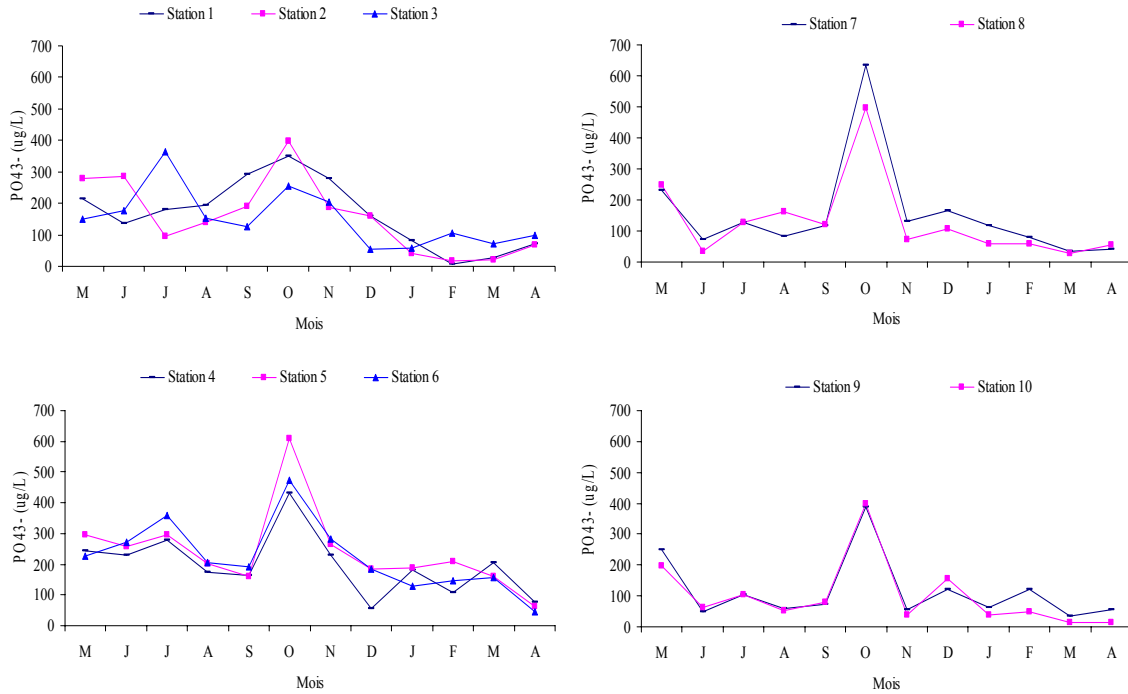 Station 1 Station 2 Station 3
700
600
500
400
300
200
100
0
PO43- (ug/L)
M J J A S O N D J F M A
Mois
Station 7 Station 8
700
600
500
400
300
200
100
0
PO43- (ug/L)
M J J A S O N D J F M A
Mois
Station 4 Station 5 Station 6
700
600
500
400
300
200
100
0
PO43- (ug/L)
M J J A S O N D J F M A
Mois
Station 9 Station 10
700
600
500
400
300
200
100
0
PO43- (ug/L)
M J J A S O N D J F M A
Mois